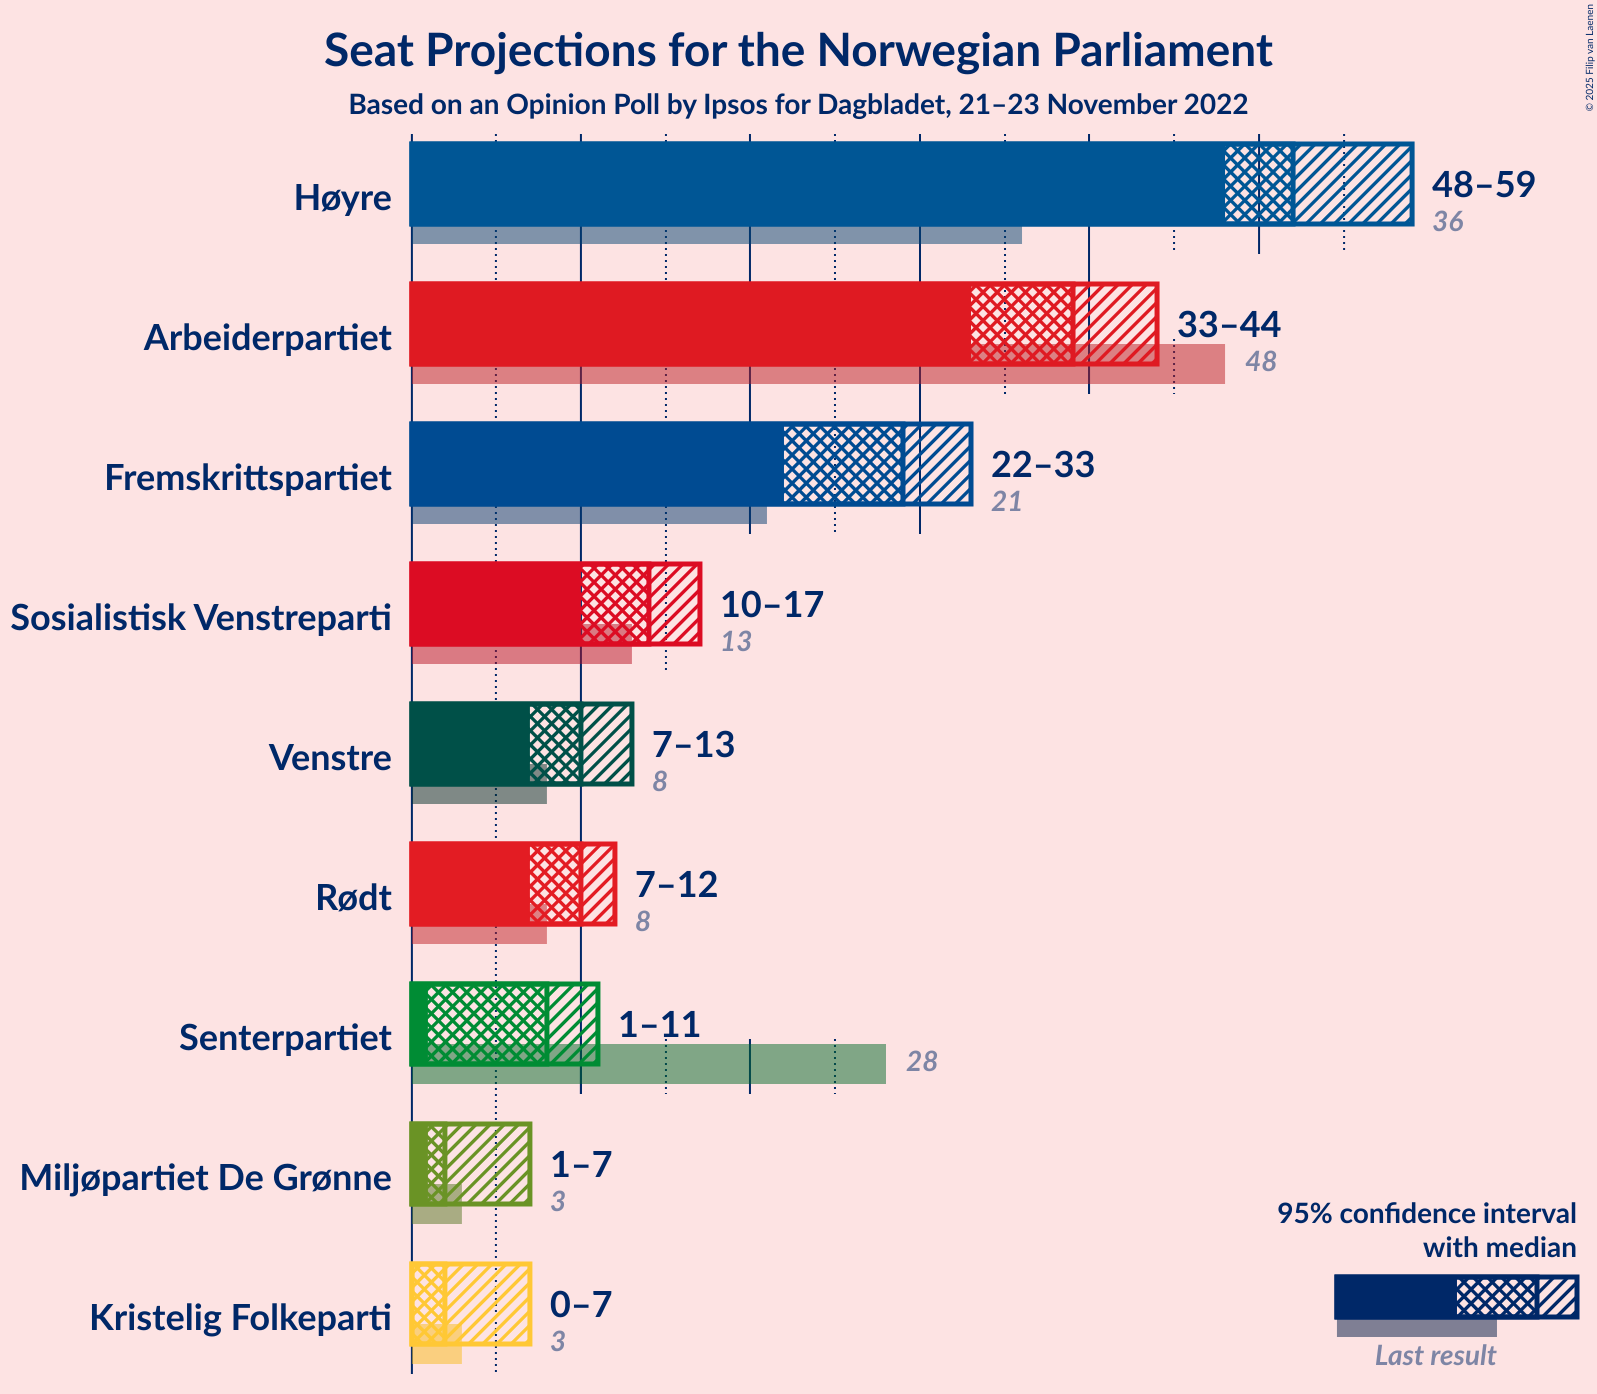 Seat Projections for the Norwegian Parliament
Based on an Opinion Poll by Ipsos for Dagbladet, 21–23 November 2022
© 2025 Filip van Laenen
Høyre
48–59
36
Arbeiderpartiet
33–44
48
Fremskrittspartiet
22–33
21
Sosialistisk Venstreparti
10–17
13
Venstre
7–13
8
Rødt
7–12
8
Senterpartiet
1–11
28
Miljøpartiet De Grønne
1–7
3
Kristelig Folkeparti
0–7
3
95% confidence interval
with median
Last result